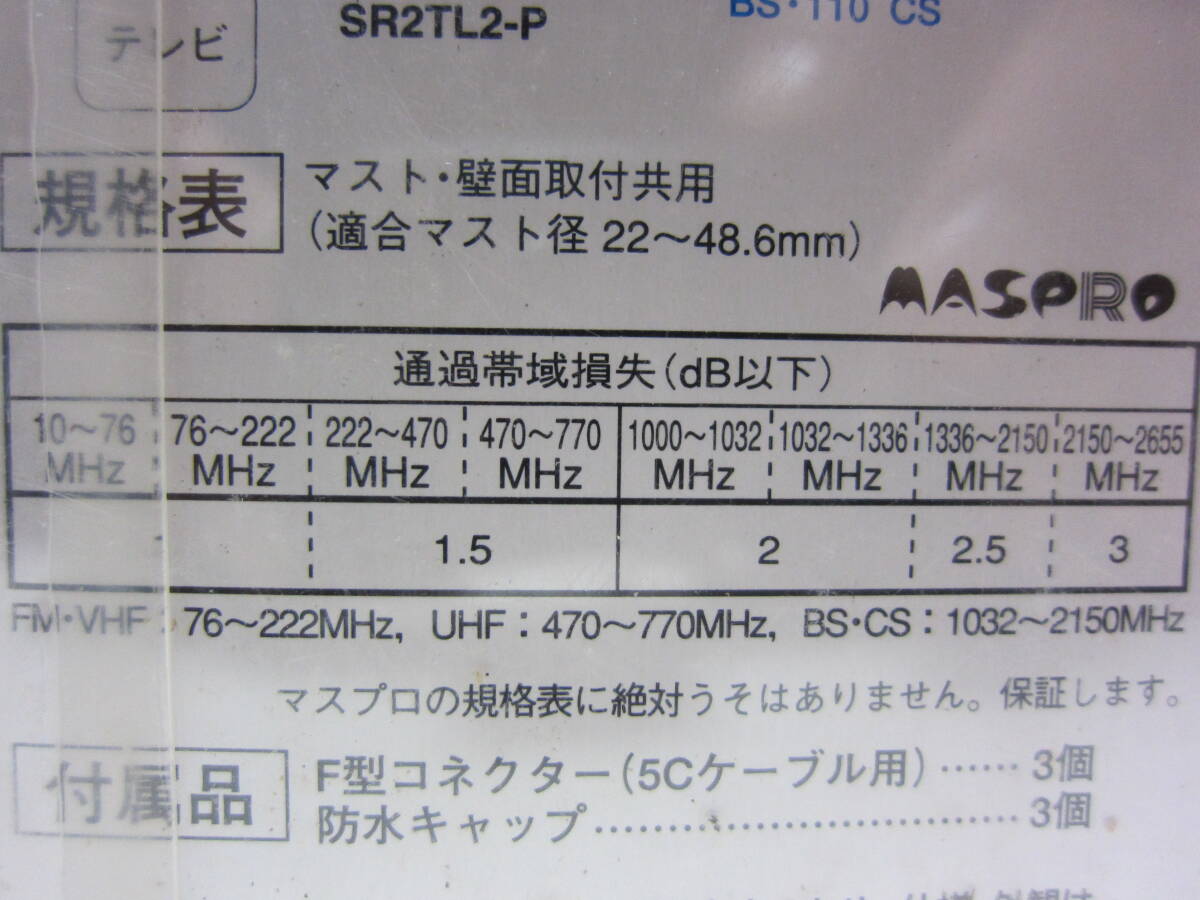 テレビ
SR2TL2-P
BS・110 CS
規格表
マスト・壁面取付共用
(適合マスト径 22～48.6mm)
MASPRO
通過帯域損失(dB以下)
10～76 MHz
76～222 MHz
222～470 MHz
470～770 MHz
1000～1032 MHz
1032～1336 MHz
1336～2150 MHz
2150～2655 MHz
1.5
2
2.5
3
FM・VHF：76～222MHz, UHF：470～770MHz, BS・CS：1032～2150MHz
マスプロの規格表に絶対うそはありません。保証します。
付属品
F型コネクター(5Cケーブル用)……3個
防水キャップ……………………………3個